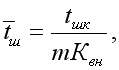 t̅ш = tшк / mKвн,